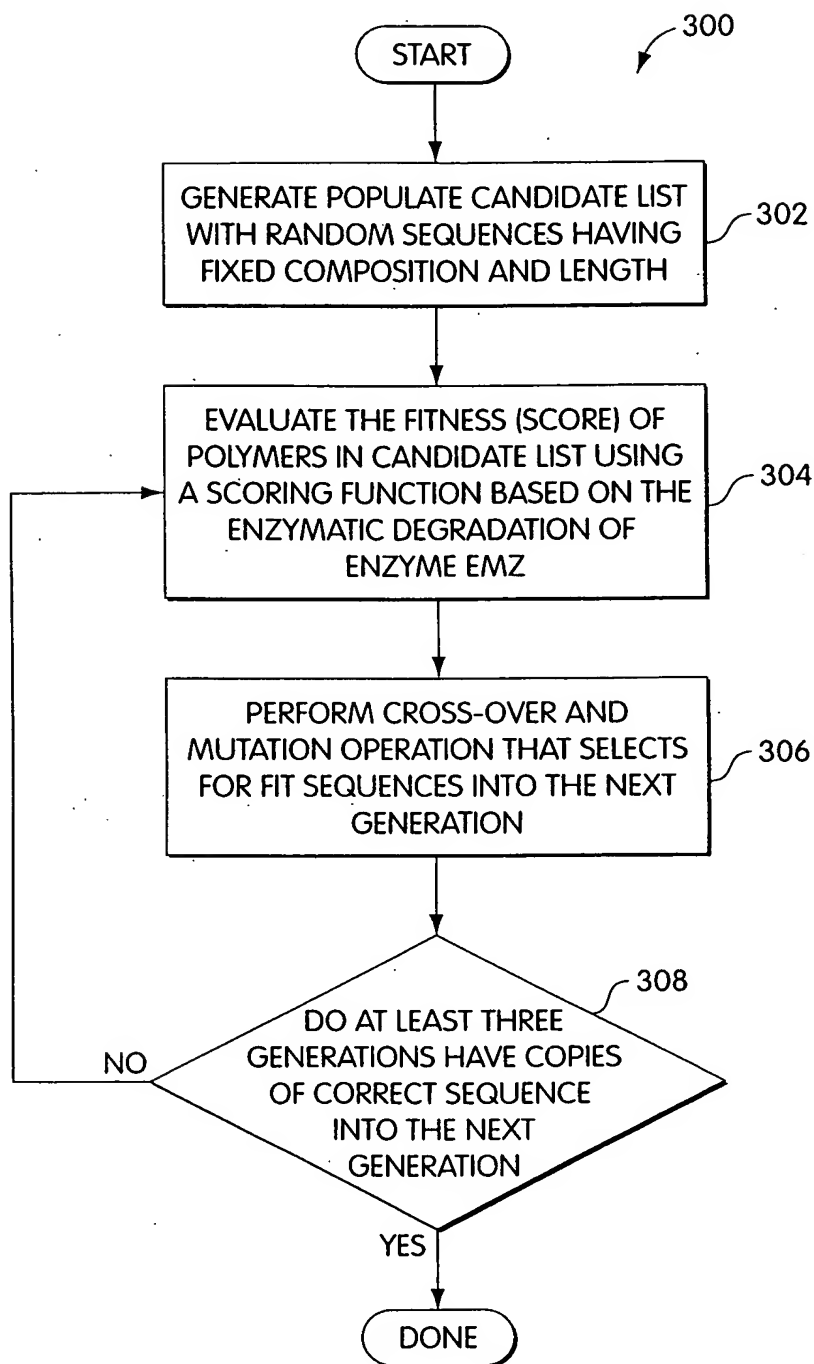 300
START
GENERATE POPULATE CANDIDATE LIST
WITH RANDOM SEQUENCES HAVING
FIXED COMPOSITION AND LENGTH
302
EVALUATE THE FITNESS (SCORE) OF
POLYMERS IN CANDIDATE LIST USING
A SCORING FUNCTION BASED ON THE
ENZYMATIC DEGRADATION OF
ENZYME EMZ
304
PERFORM CROSS-OVER AND
MUTATION OPERATION THAT SELECTS
FOR FIT SEQUENCES INTO THE NEXT
GENERATION
306
308
DO AT LEAST THREE
GENERATIONS HAVE COPIES
OF CORRECT SEQUENCE
INTO THE NEXT
GENERATION
NO
YES
DONE